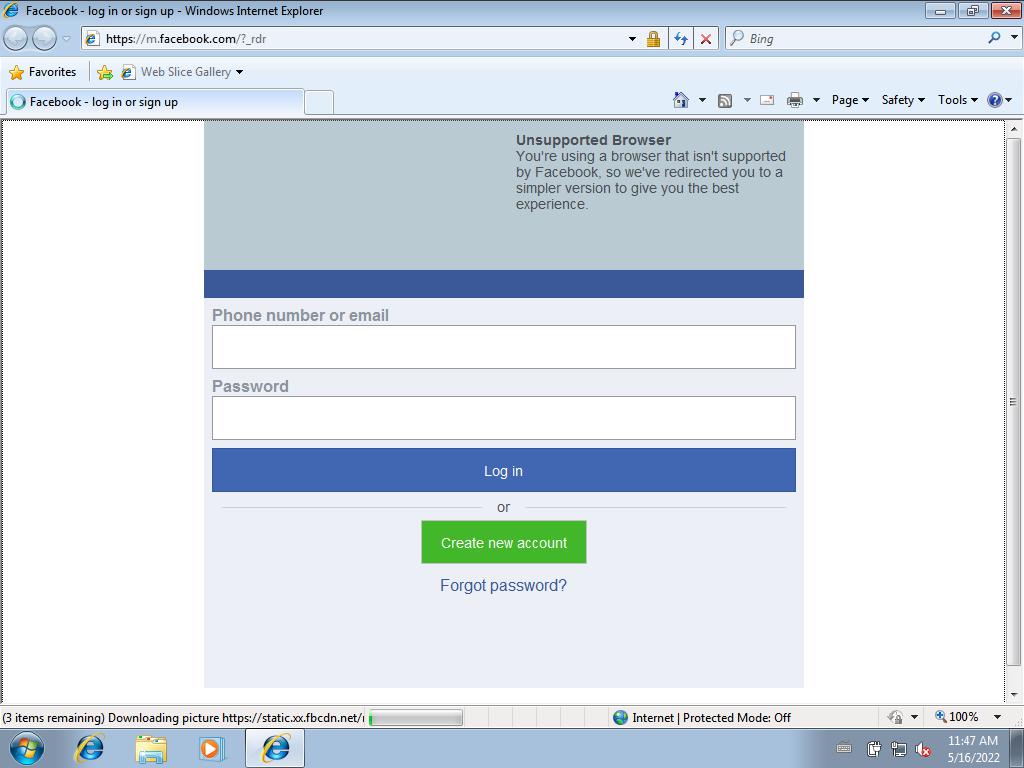 Facebook - log in or sign up - Windows Internet Explorer
https://m.facebook.com/?_rdr
Bing
Favorites
Web Slice Gallery
Facebook - log in or sign up
Page
Safety
Tools
Unsupported Browser
You're using a browser that isn't supported
by Facebook, so we've redirected you to a
simpler version to give you the best
experience.
Phone number or email
Password
Log in
or
Create new account
Forgot password?
(3 items remaining) Downloading picture https://static.xx.fbcdn.net/
Internet | Protected Mode: Off
100%
11:47 AM
5/16/2022